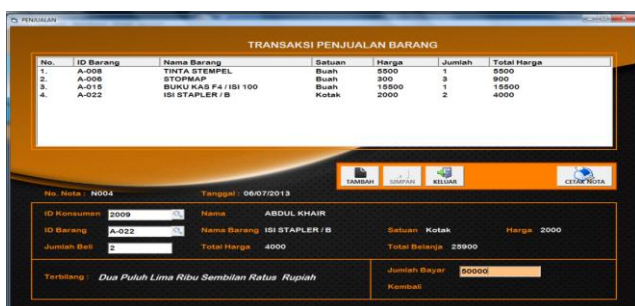 PENJUALAN
TRANSAKSI PENJUALAN BARANG
No. ID Barang Nama Barang Satuan Harga Jumlah Total Harga
1. A-008 TINTA STEMPEL Buah 5500 1 5500
2. A-006 STOPMAP Buah 300 3 900
3. A-015 BUKU KAS F4 / ISI 100 Buah 15500 1 15500
4. A-022 ISI STAPLER / B Kotak 2000 2 4000
TAMBAH SIMPAN KELUAR CETAK NOTA
No. Nota : N004 Tanggal : 06/07/2013
ID Konsumen 2009 Nama ABDUL KHAIR
ID Barang A-022 Nama Barang ISI STAPLER / B Satuan Kotak Harga 2000
Jumlah Beli 2 Total Harga 4000 Total Belanja 25900
Terbilang : Dua Puluh Lima Ribu Sembilan Ratus Rupiah Jumlah Bayar 50000
Kembali